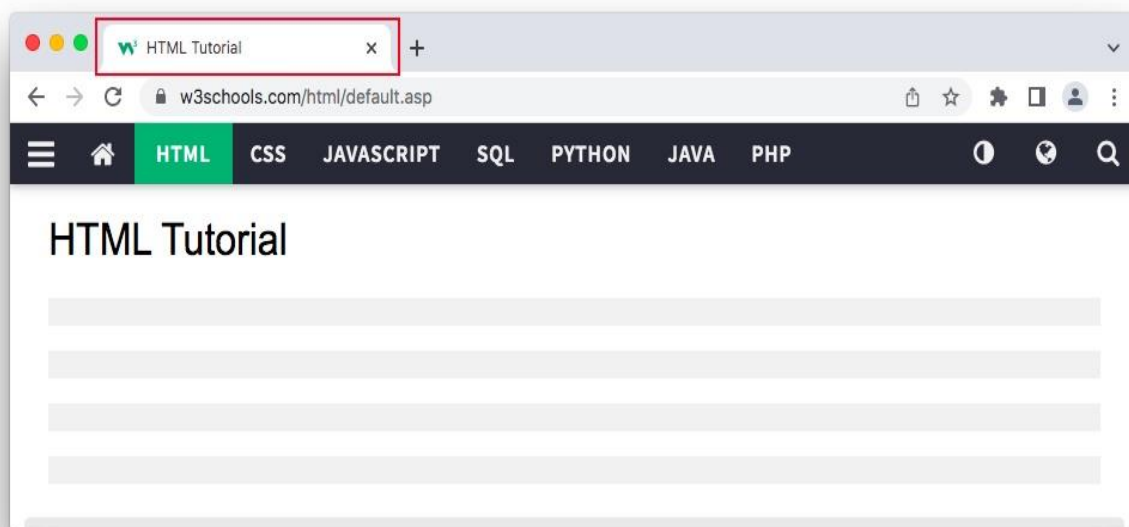 HTML Tutorial
w3schools.com/html/default.asp
HTML CSS JAVASCRIPT SQL PYTHON JAVA PHP
HTML Tutorial